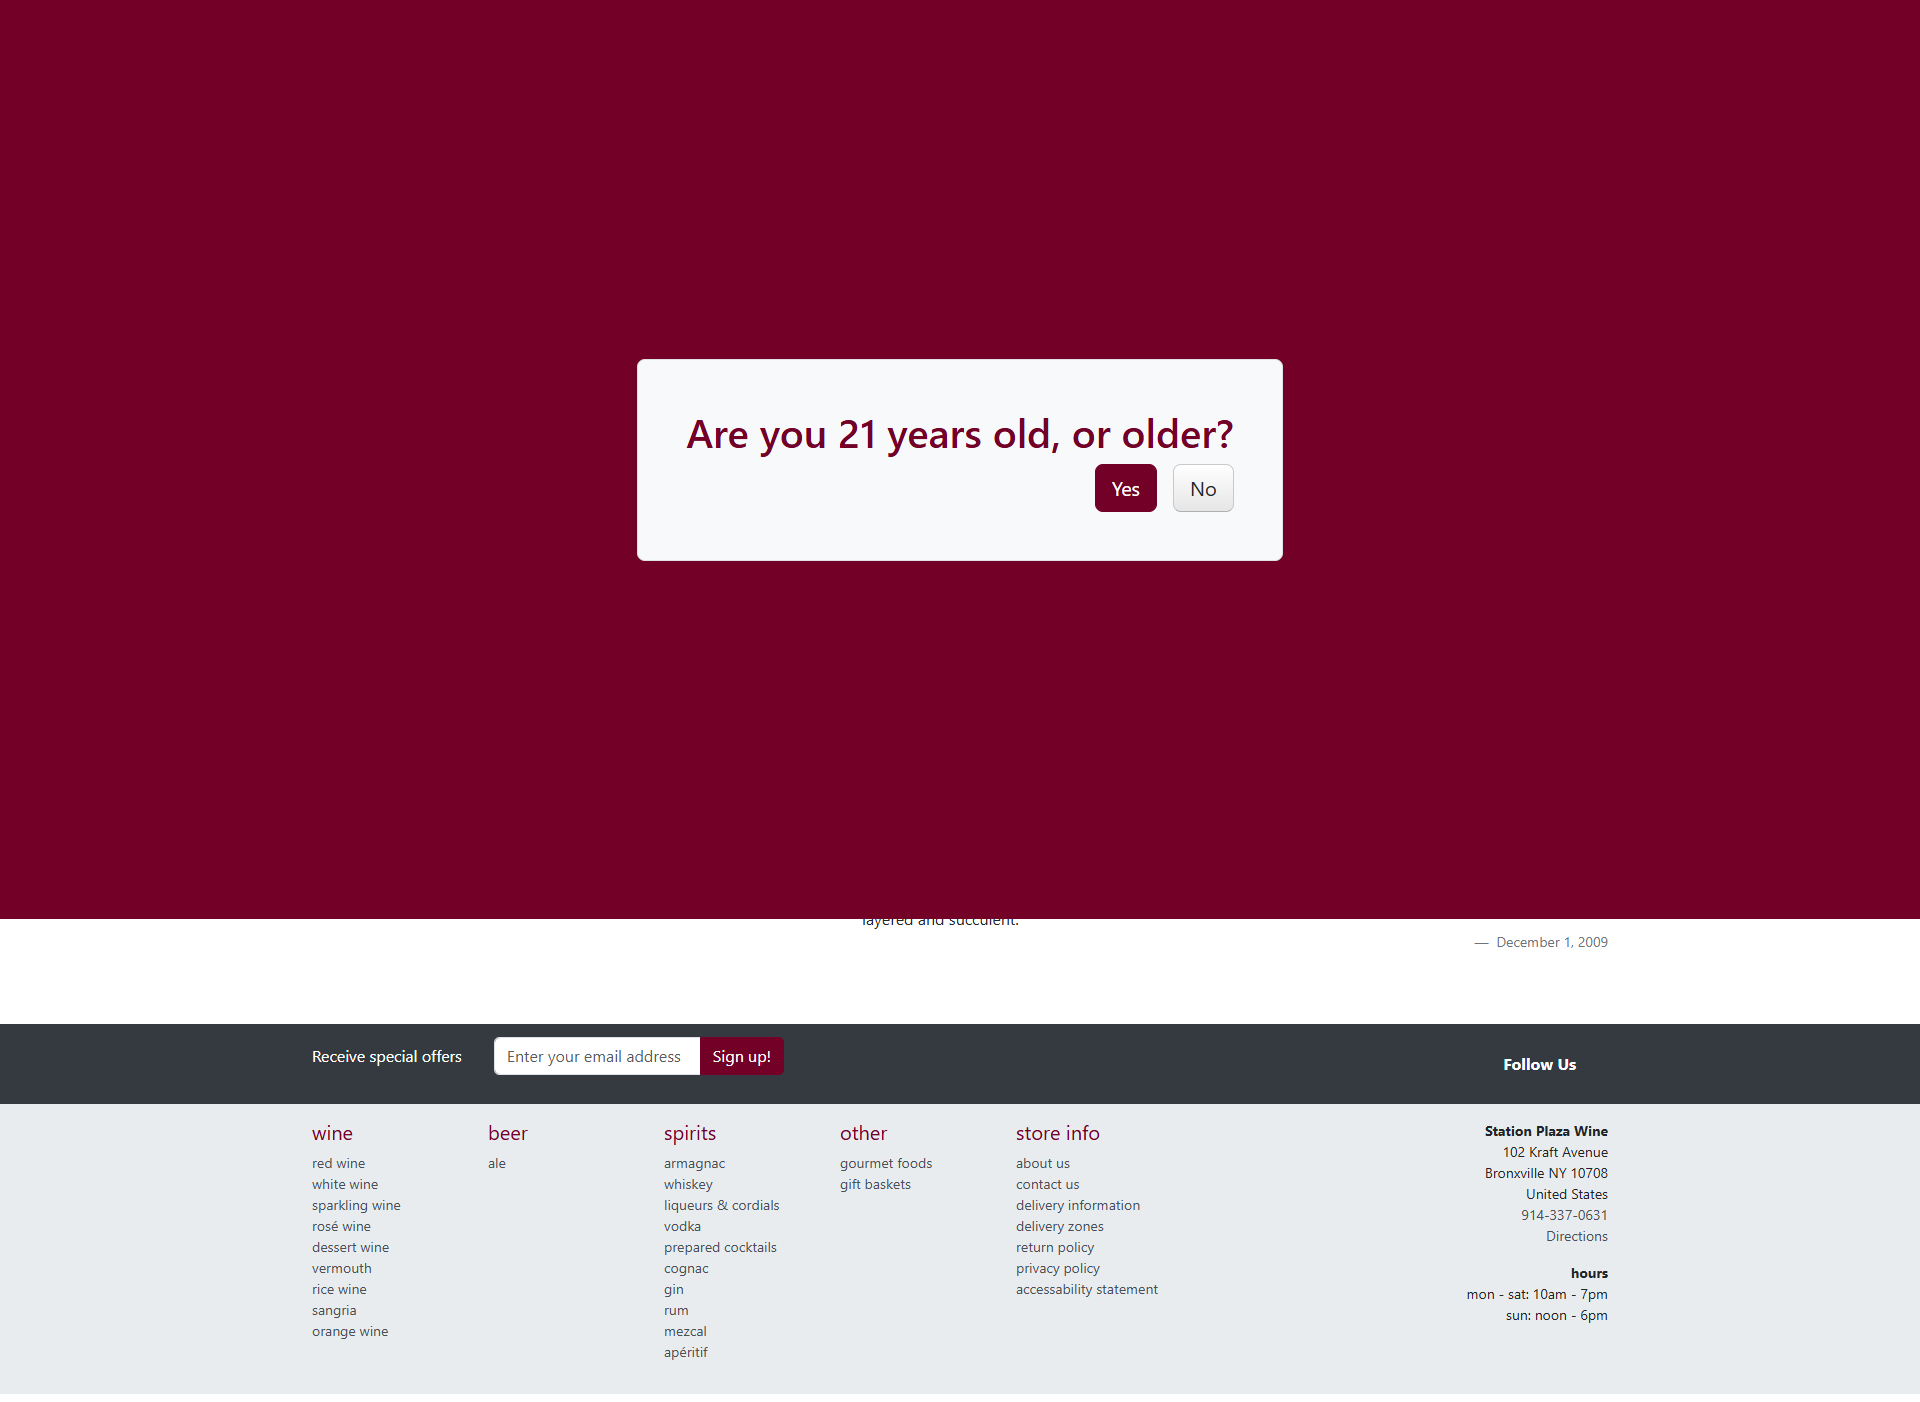 Are you 21 years old, or older?
Yes No
layered and succulent.
— December 1, 2009
Receive special offers
Enter your email address
Sign up!
Follow Us
wine
red wine
white wine
sparkling wine
rosé wine
dessert wine
vermouth
rice wine
sangria
orange wine
beer
ale
spirits
armagnac
whiskey
liqueurs & cordials
vodka
prepared cocktails
cognac
gin
rum
mezcal
apéritif
other
gourmet foods
gift baskets
store info
about us
contact us
delivery information
delivery zones
return policy
privacy policy
accessability statement
Station Plaza Wine
102 Kraft Avenue
Bronxville NY 10708
United States
914-337-0631
Directions
hours
mon - sat: 10am - 7pm
sun: noon - 6pm